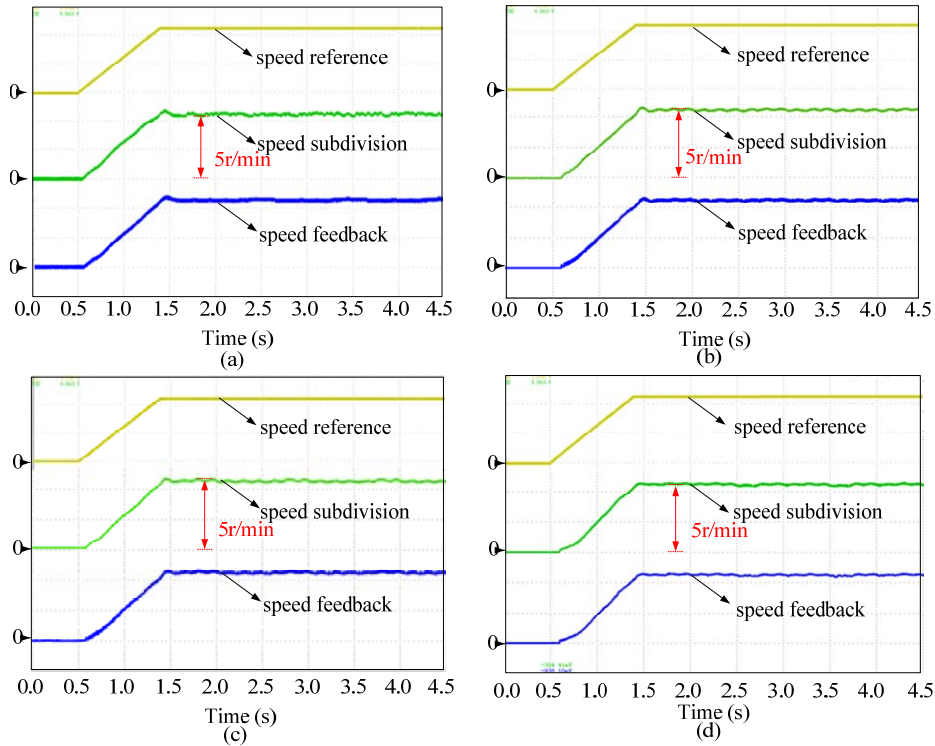 speed reference
0
speed subdivision
5r/min
0
speed feedback
0
0.0 0.5 1.0 1.5 2.0 2.5 3.0 3.5 4.0 4.5
Time (s)
(a)
speed reference
0
speed subdivision
5r/min
0
speed feedback
0
0.0 0.5 1.0 1.5 2.0 2.5 3.0 3.5 4.0 4.5
Time (s)
(b)
speed reference
0
speed subdivision
5r/min
0
speed feedback
0
0.0 0.5 1.0 1.5 2.0 2.5 3.0 3.5 4.0 4.5
Time (s)
(c)
speed reference
0
speed subdivision
5r/min
0
speed feedback
0
0.0 0.5 1.0 1.5 2.0 2.5 3.0 3.5 4.0 4.5
Time (s)
(d)